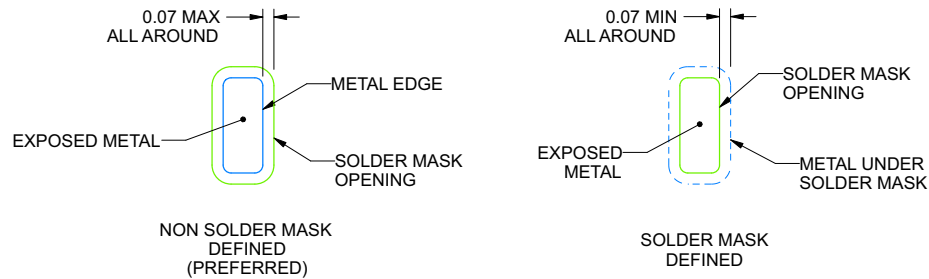 0.07 MAX
ALL AROUND
METAL EDGE
EXPOSED METAL
SOLDER MASK
OPENING
NON SOLDER MASK
DEFINED
(PREFERRED)
0.07 MIN
ALL AROUND
SOLDER MASK
OPENING
EXPOSED
METAL
METAL UNDER
SOLDER MASK
SOLDER MASK
DEFINED